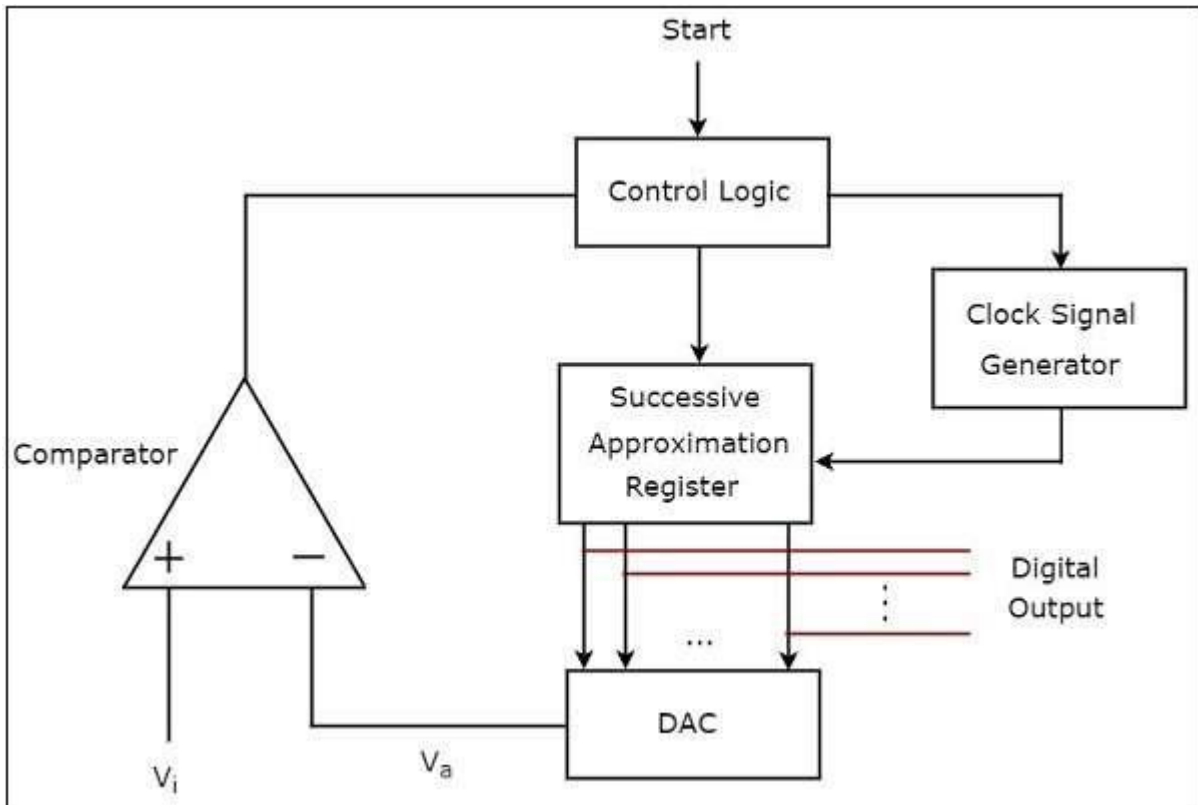 Start
Control Logic
Clock Signal
Generator
Successive
Approximation
Register
Comparator
+
−
Digital
Output
⋮
...
DAC
Vᵢ
Vₐ